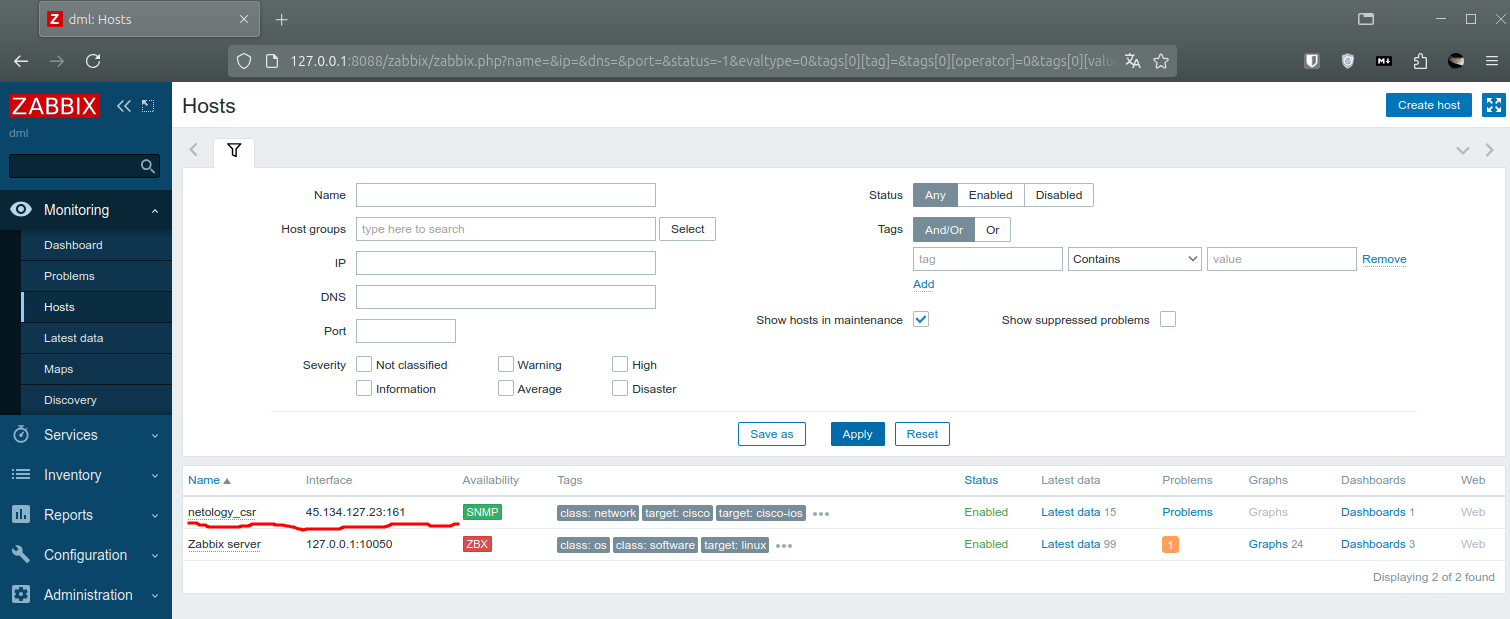 dml: Hosts
127.0.0.1:8088/zabbix/zabbix.php?name=&ip=&dns=&port=&status=-1&evaltype=0&tags[0][tag]=&tags[0][operator]=0&tags[0][value
ZABBIX
dml
Monitoring
Dashboard
Problems
Hosts
Latest data
Maps
Discovery
Services
Inventory
Reports
Configuration
Administration
Hosts
Create host
Name
Host groups type here to search Select
IP
DNS
Port
Severity Not classified Warning High
Information Average Disaster
Status Any Enabled Disabled
Tags And/Or Or
tag Contains value Remove
Add
Show hosts in maintenance Show suppressed problems
Save as Apply Reset
Name Interface Availability Tags Status Latest data Problems Graphs Dashboards Web
netology_csr 45.134.127.23:161 SNMP class: network target: cisco target: cisco-ios Enabled Latest data 15 Problems Graphs Dashboards 1 Web
Zabbix server 127.0.0.1:10050 ZBX class: os class: software target: linux Enabled Latest data 99 1 Graphs 24 Dashboards 3 Web
Displaying 2 of 2 found